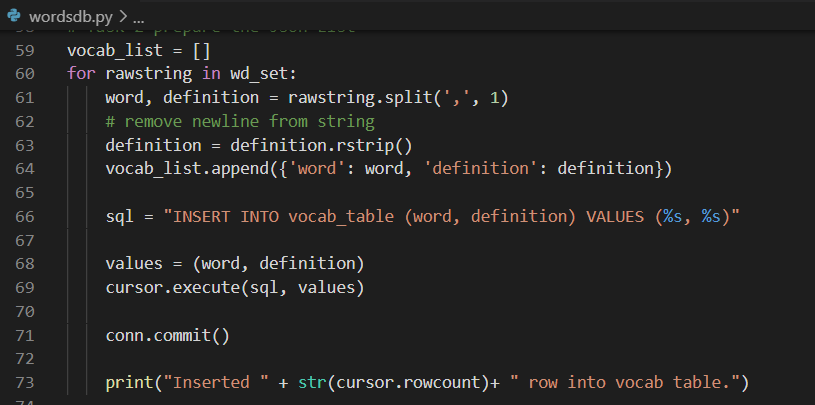 wordsdb.py > ...
59 vocab_list = []
60 for rawstring in wd_set:
61     word, definition = rawstring.split(',', 1)
62     # remove newline from string
63     definition = definition.rstrip()
64     vocab_list.append({'word': word, 'definition': definition})
65
66     sql = "INSERT INTO vocab_table (word, definition) VALUES (%s, %s)"
67
68     values = (word, definition)
69     cursor.execute(sql, values)
70
71     conn.commit()
72
73     print("Inserted " + str(cursor.rowcount)+ " row into vocab table.")